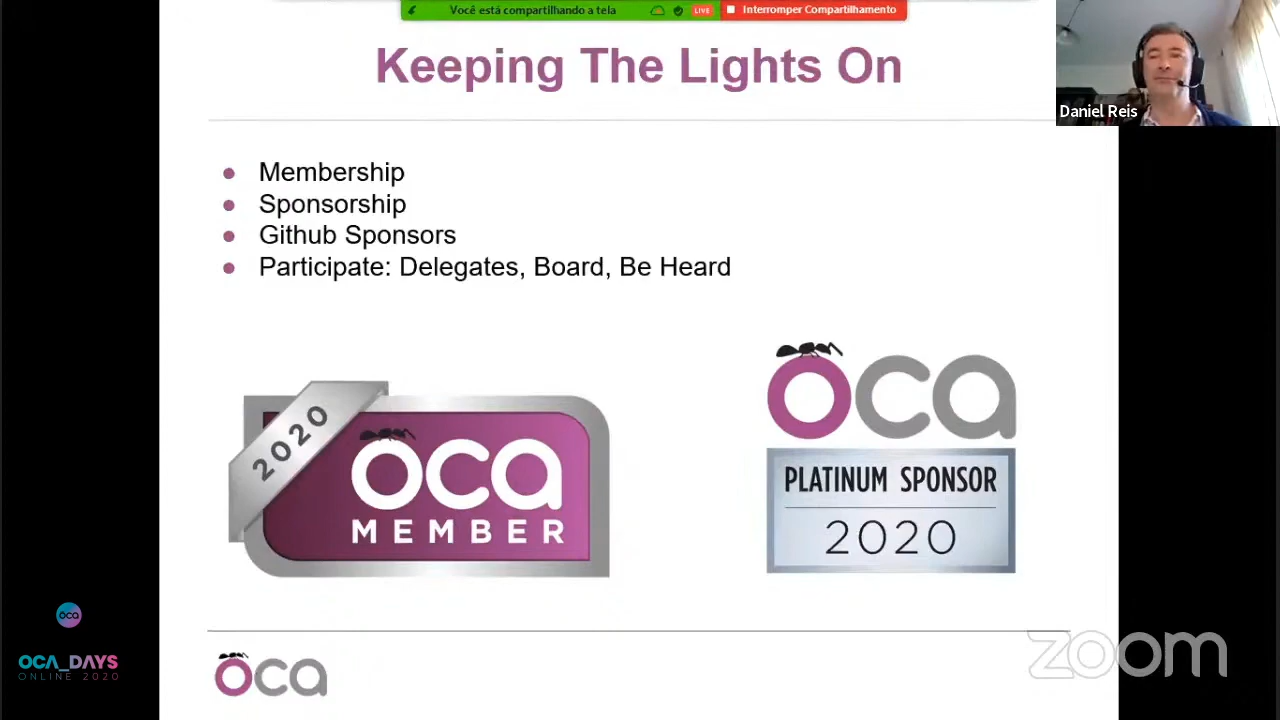 Você está compartilhando a tela
LIVE
Interromper Compartilhamento
Keeping The Lights On
Daniel Reis
Membership
Sponsorship
Github Sponsors
Participate: Delegates, Board, Be Heard
2020
oca
MEMBER
oca
PLATINUM SPONSOR
2020
oca
OCA_DAYS
ONLINE 2020
oca
zoom